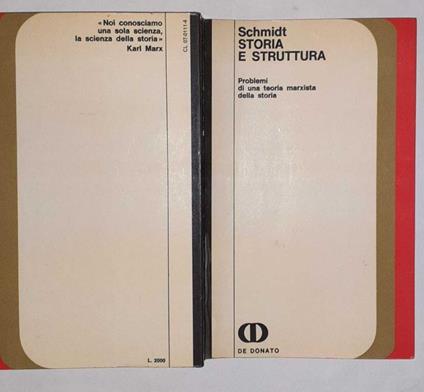 «Noi conosciamo
una sola scienza,
la scienza della storia»
Karl Marx
CL 07-0111-4
L. 2000
Schmidt
STORIA
E STRUTTURA
Problemi
di una teoria marxista
della storia
DE DONATO